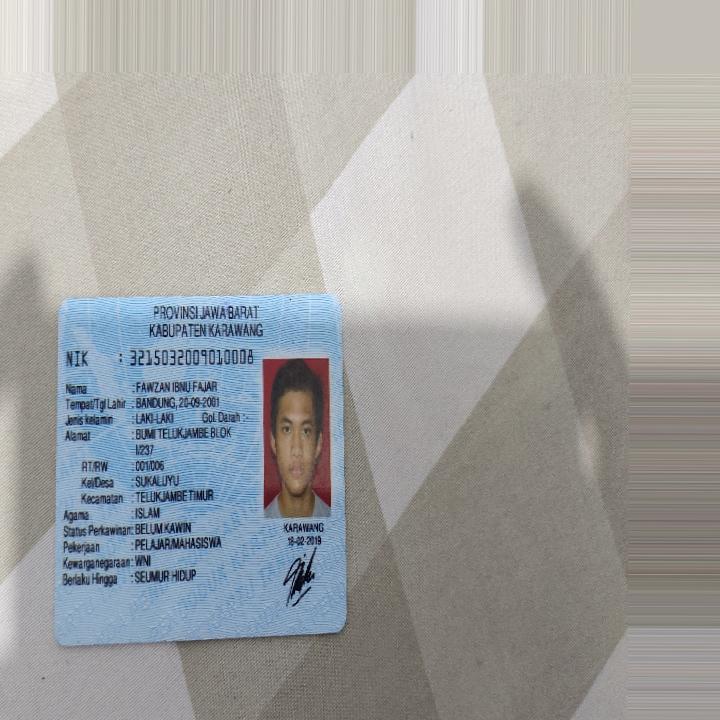 PROVINSI JAWA BARAT
KABUPATEN KARAWANG
NIK : 3215032009010008
Nama : FAWZAN IBNU FAJAR
Tempat/Tgl Lahir : BANDUNG, 20-09-2001
Jenis kelamin : LAKI-LAKI Gol. Darah :-
Alamat : BUMI TELUKJAMBE BLOK
I/237
RT/RW : 001/006
Kel/Desa : SUKALUYU
Kecamatan : TELUKJAMBE TIMUR
Agama : ISLAM
Status Perkawinan: BELUM KAWIN
Pekerjaan : PELAJAR/MAHASISWA
Kewarganegaraan: WNI
Berlaku Hingga : SEUMUR HIDUP
KARAWANG
18-02-2019